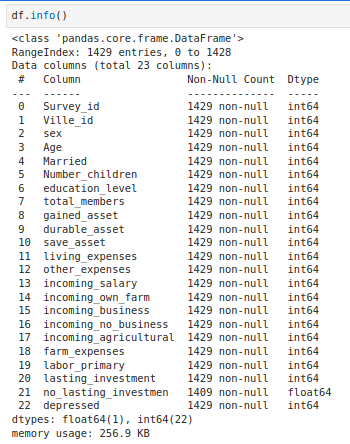 df.info()
<class 'pandas.core.frame.DataFrame'>
RangeIndex: 1429 entries, 0 to 1428
Data columns (total 23 columns):
 #   Column                Non-Null Count  Dtype
---  ------                --------------  -----
 0   Survey_id             1429 non-null   int64
 1   Ville_id              1429 non-null   int64
 2   sex                   1429 non-null   int64
 3   Age                   1429 non-null   int64
 4   Married               1429 non-null   int64
 5   Number_children       1429 non-null   int64
 6   education_level       1429 non-null   int64
 7   total_members         1429 non-null   int64
 8   gained_asset          1429 non-null   int64
 9   durable_asset         1429 non-null   int64
 10  save_asset            1429 non-null   int64
 11  living_expenses       1429 non-null   int64
 12  other_expenses        1429 non-null   int64
 13  incoming_salary       1429 non-null   int64
 14  incoming_own_farm     1429 non-null   int64
 15  incoming_business     1429 non-null   int64
 16  incoming_no_business  1429 non-null   int64
 17  incoming_agricultural 1429 non-null   int64
 18  farm_expenses         1429 non-null   int64
 19  labor_primary         1429 non-null   int64
 20  lasting_investment    1429 non-null   int64
 21  no_lasting_investmen  1409 non-null   float64
 22  depressed             1429 non-null   int64
dtypes: float64(1), int64(22)
memory usage: 256.9 KB